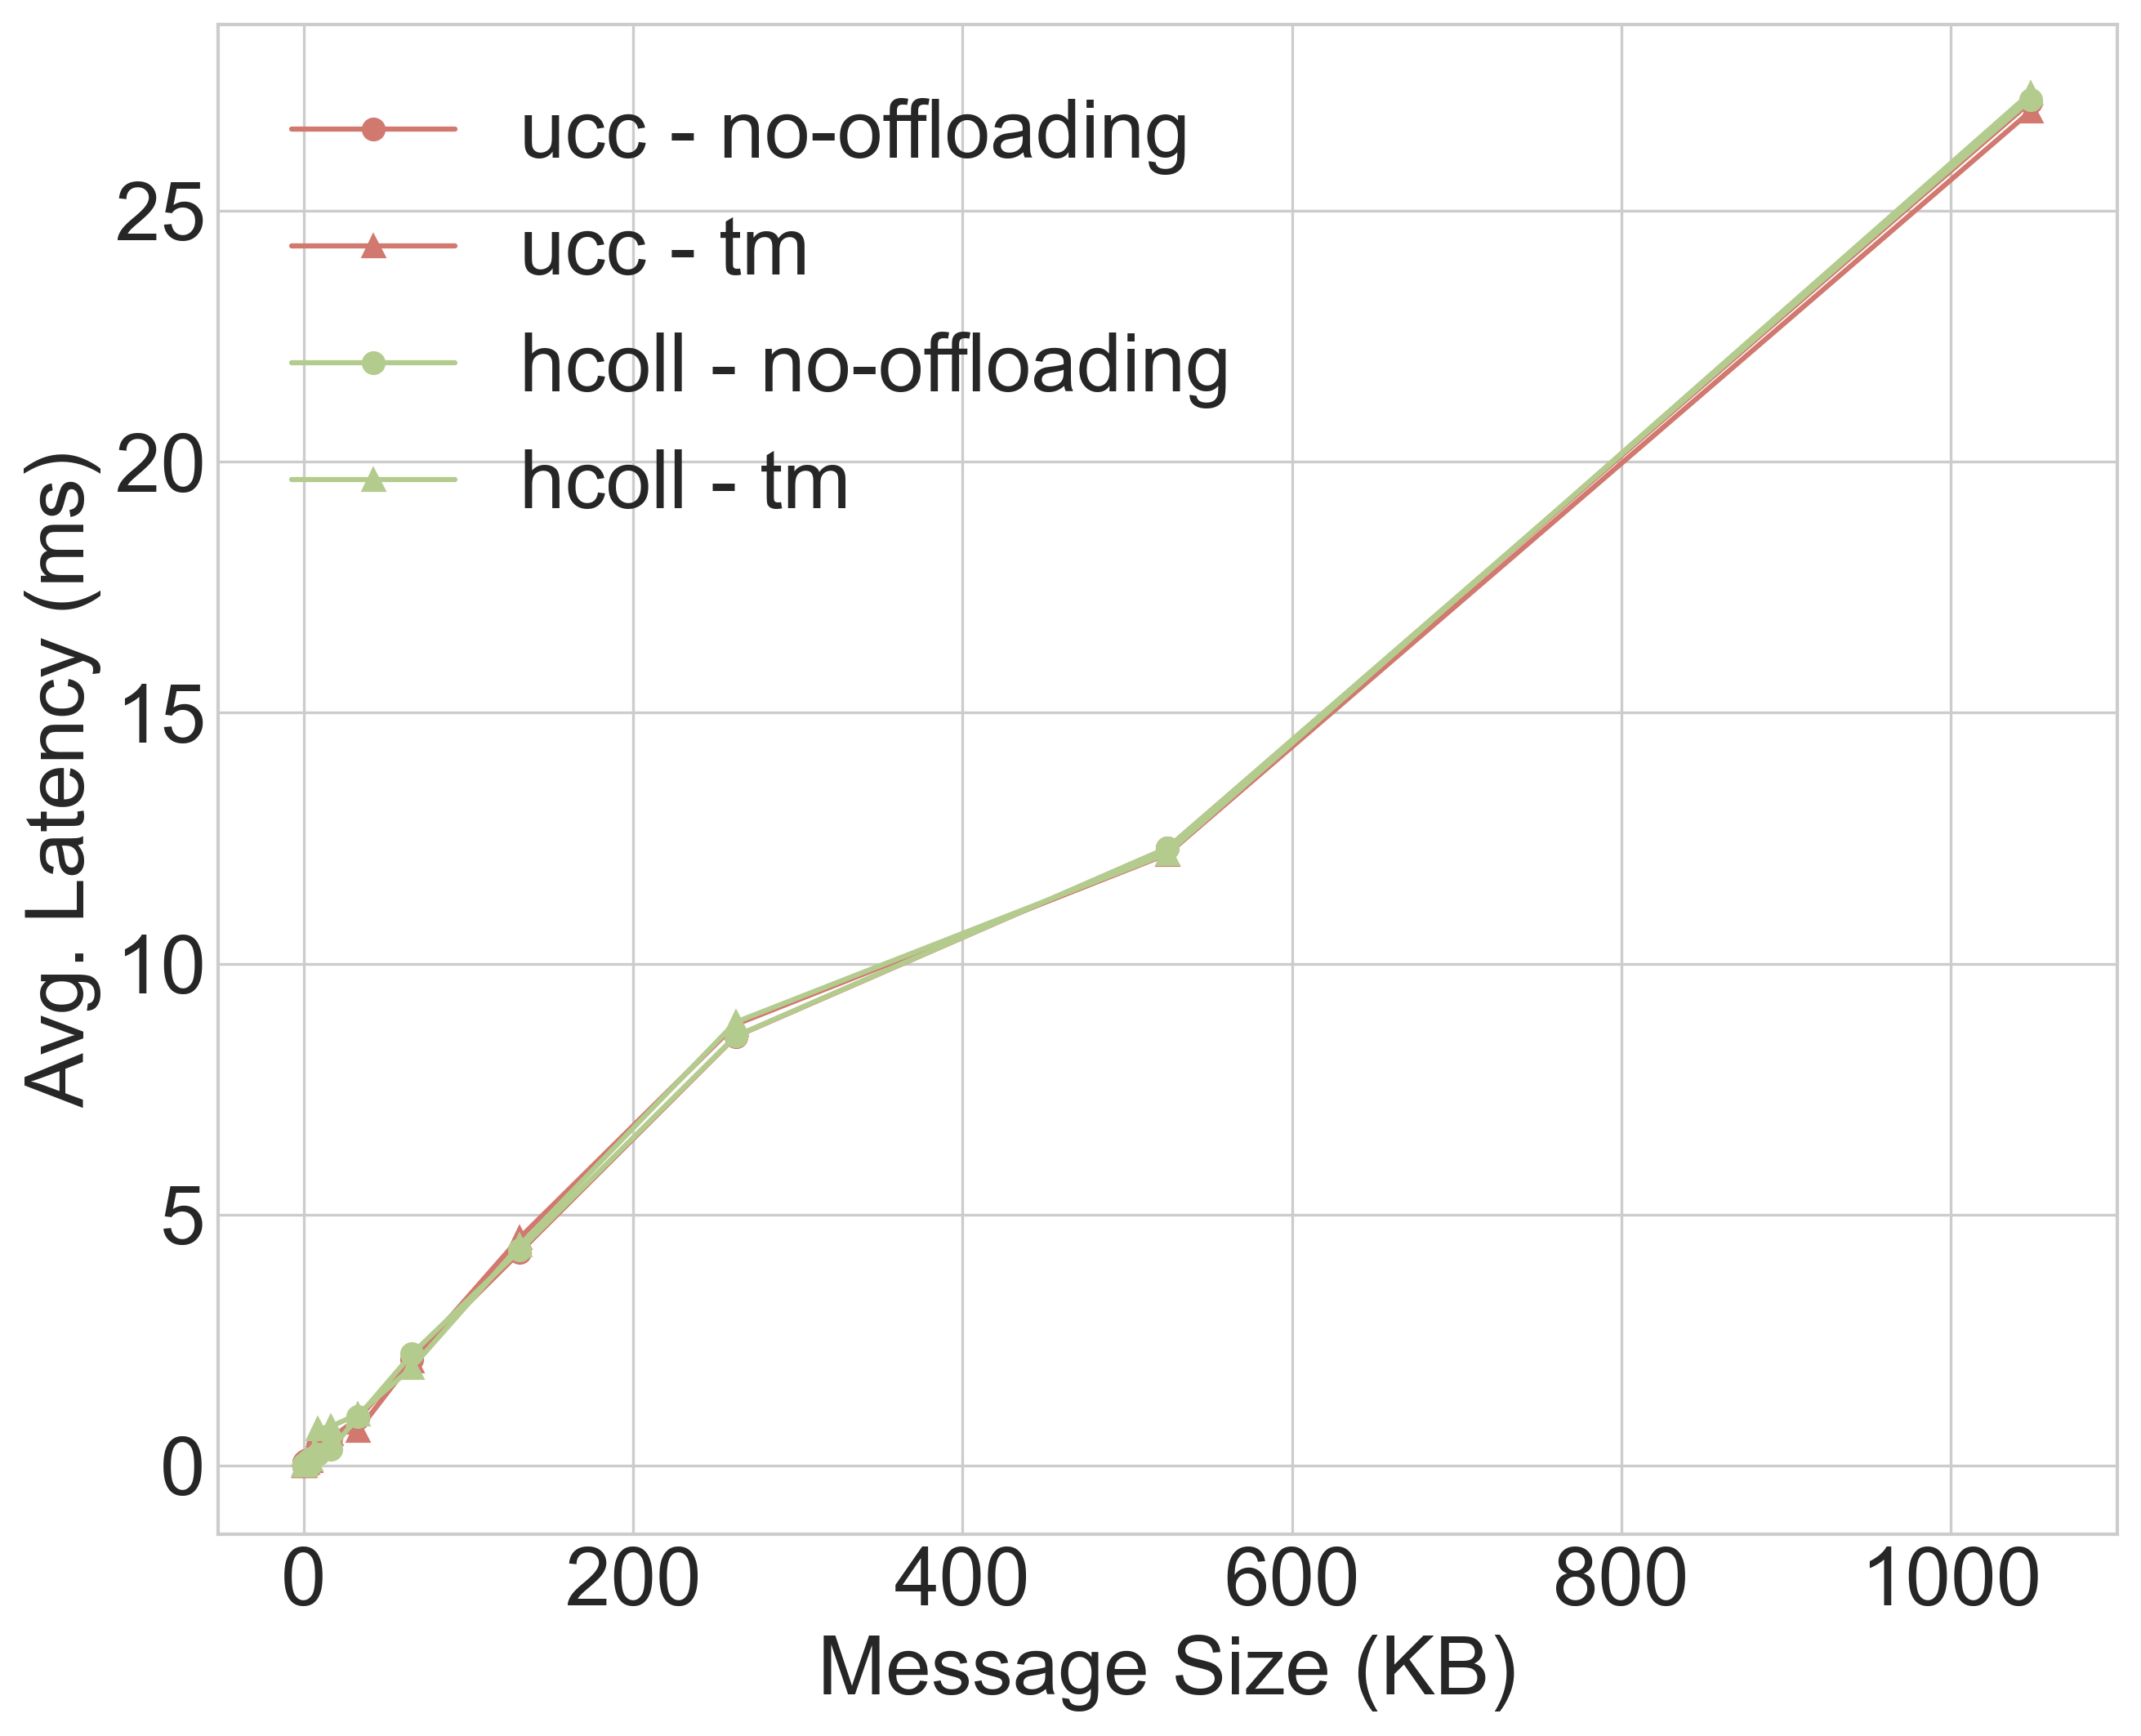 ucc - no-offloading
ucc - tm
hcoll - no-offloading
hcoll - tm
Avg. Latency (ms)
25
20
15
10
5
0
0 200 400 600 800 1000
Message Size (KB)